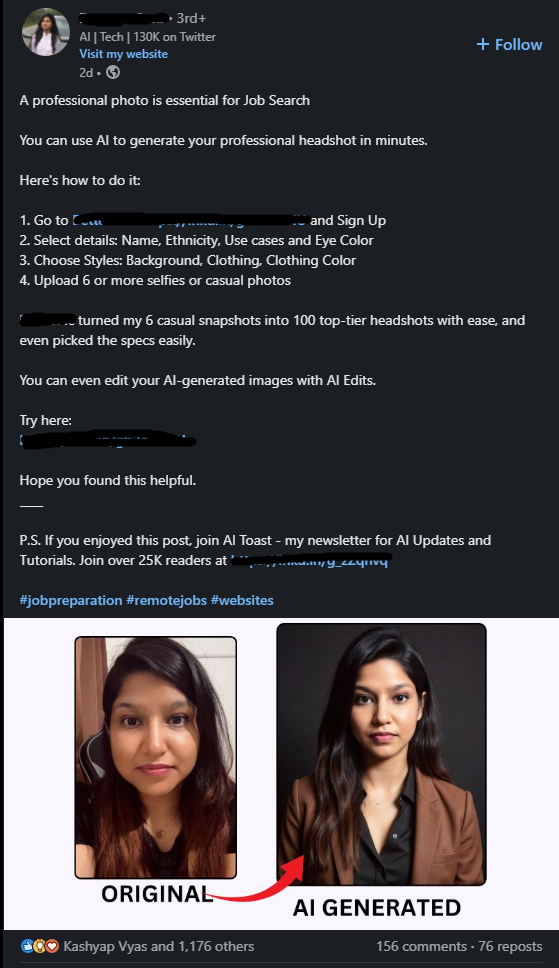 • 3rd+
AI | Tech | 130K on Twitter
Visit my website
2d •
+ Follow
A professional photo is essential for Job Search
You can use AI to generate your professional headshot in minutes.
Here's how to do it:
1. Go to and Sign Up
2. Select details: Name, Ethnicity, Use cases and Eye Color
3. Choose Styles: Background, Clothing, Clothing Color
4. Upload 6 or more selfies or casual photos
turned my 6 casual snapshots into 100 top-tier headshots with ease, and
even picked the specs easily.
You can even edit your AI-generated images with AI Edits.
Try here:
Hope you found this helpful.
___
P.S. If you enjoyed this post, join AI Toast - my newsletter for AI Updates and
Tutorials. Join over 25K readers at
#jobpreparation #remotejobs #websites
ORIGINAL
AI GENERATED
Kashyap Vyas and 1,176 others
156 comments • 76 reposts